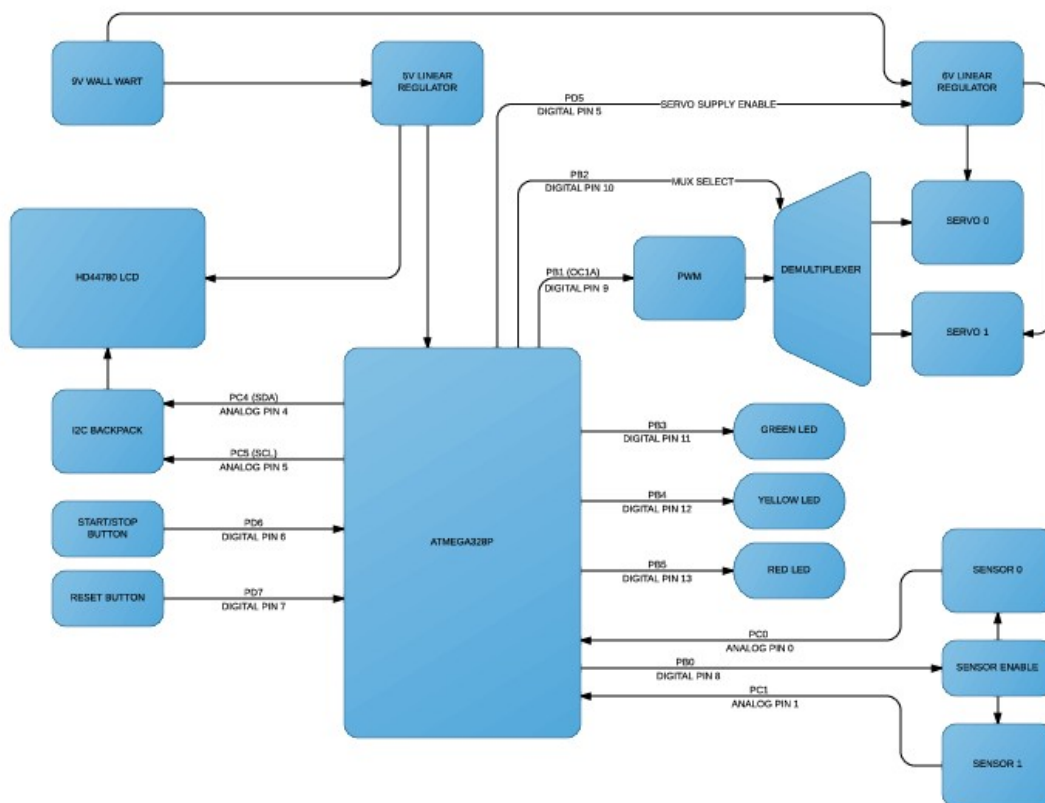 9V WALL WART
5V LINEAR
REGULATOR
6V LINEAR
REGULATOR
PD5
DIGITAL PIN 5
SERVO SUPPLY ENABLE
PB2
DIGITAL PIN 10
MUX SELECT
SERVO 0
HD44780 LCD
PB1 (OC1A)
DIGITAL PIN 9
PWM
DEMULTIPLEXER
SERVO 1
I2C BACKPACK
PC4 (SDA)
ANALOG PIN 4
PC5 (SCL)
ANALOG PIN 5
PB3
DIGITAL PIN 11
GREEN LED
PB4
DIGITAL PIN 12
YELLOW LED
START/STOP
BUTTON
PD6
DIGITAL PIN 6
ATMEGA328P
PB5
DIGITAL PIN 13
RED LED
SENSOR 0
RESET BUTTON
PD7
DIGITAL PIN 7
PC0
ANALOG PIN 0
PB0
DIGITAL PIN 8
SENSOR ENABLE
PC1
ANALOG PIN 1
SENSOR 1